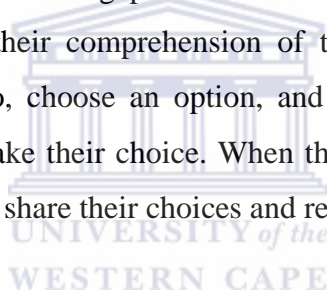 their comprehension of t
, choose an option, and
ake their choice. When th
share their choices and re
UNIVERSITY of the
WESTERN CAPE